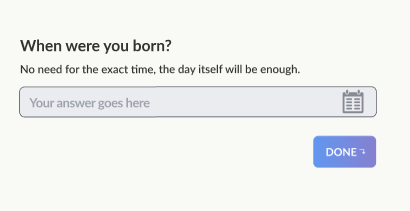 When were you born?
No need for the exact time, the day itself will be enough.
Your answer goes here
DONE